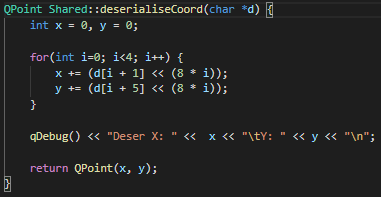 QPoint Shared::deserialiseCoord(char *d) {
int x = 0, y = 0;
for(int i=0; i<4; i++) {
x += (d[i + 1] << (8 * i));
y += (d[i + 5] << (8 * i));
}
qDebug() << "Deser X: " <<  x << "\tY: " << y << "\n";
return QPoint(x, y);
}